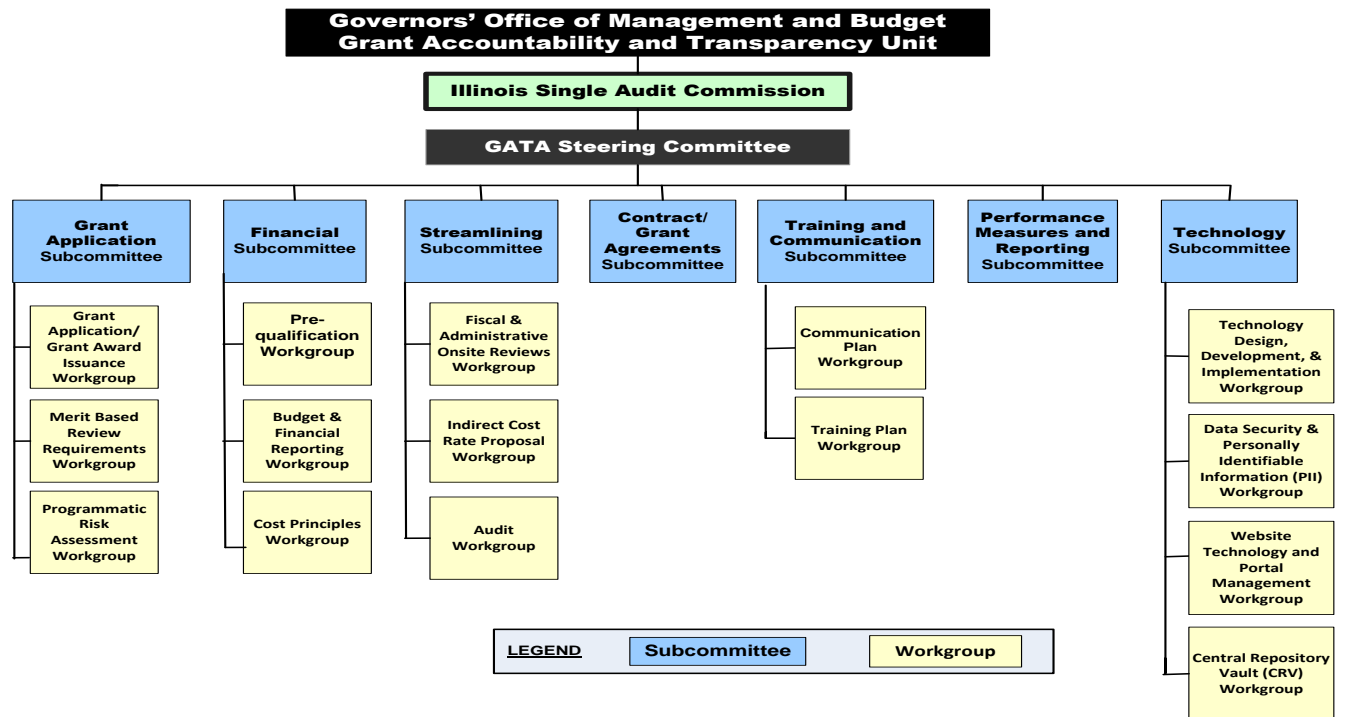 Governors' Office of Management and Budget
Grant Accountability and Transparency Unit
Illinois Single Audit Commission
GATA Steering Committee
Grant
Application
Subcommittee
Financial
Subcommittee
Streamlining
Subcommittee
Contract/
Grant
Agreements
Subcommittee
Training and
Communication
Subcommittee
Performance
Measures and
Reporting
Subcommittee
Technology
Subcommittee
Grant
Application/
Grant Award
Issuance
Workgroup
Merit Based
Review
Requirements
Workgroup
Programmatic
Risk
Assessment
Workgroup
Pre-
qualification
Workgroup
Budget &
Financial
Reporting
Workgroup
Cost Principles
Workgroup
Fiscal &
Administrative
Onsite Reviews
Workgroup
Indirect Cost
Rate Proposal
Workgroup
Audit
Workgroup
Communication
Plan
Workgroup
Training Plan
Workgroup
Technology
Design,
Development, &
Implementation
Workgroup
Data Security &
Personally
Identifiable
Information (PII)
Workgroup
Website
Technology and
Portal
Management
Workgroup
Central Repository
Vault (CRV)
Workgroup
LEGEND
Subcommittee
Workgroup